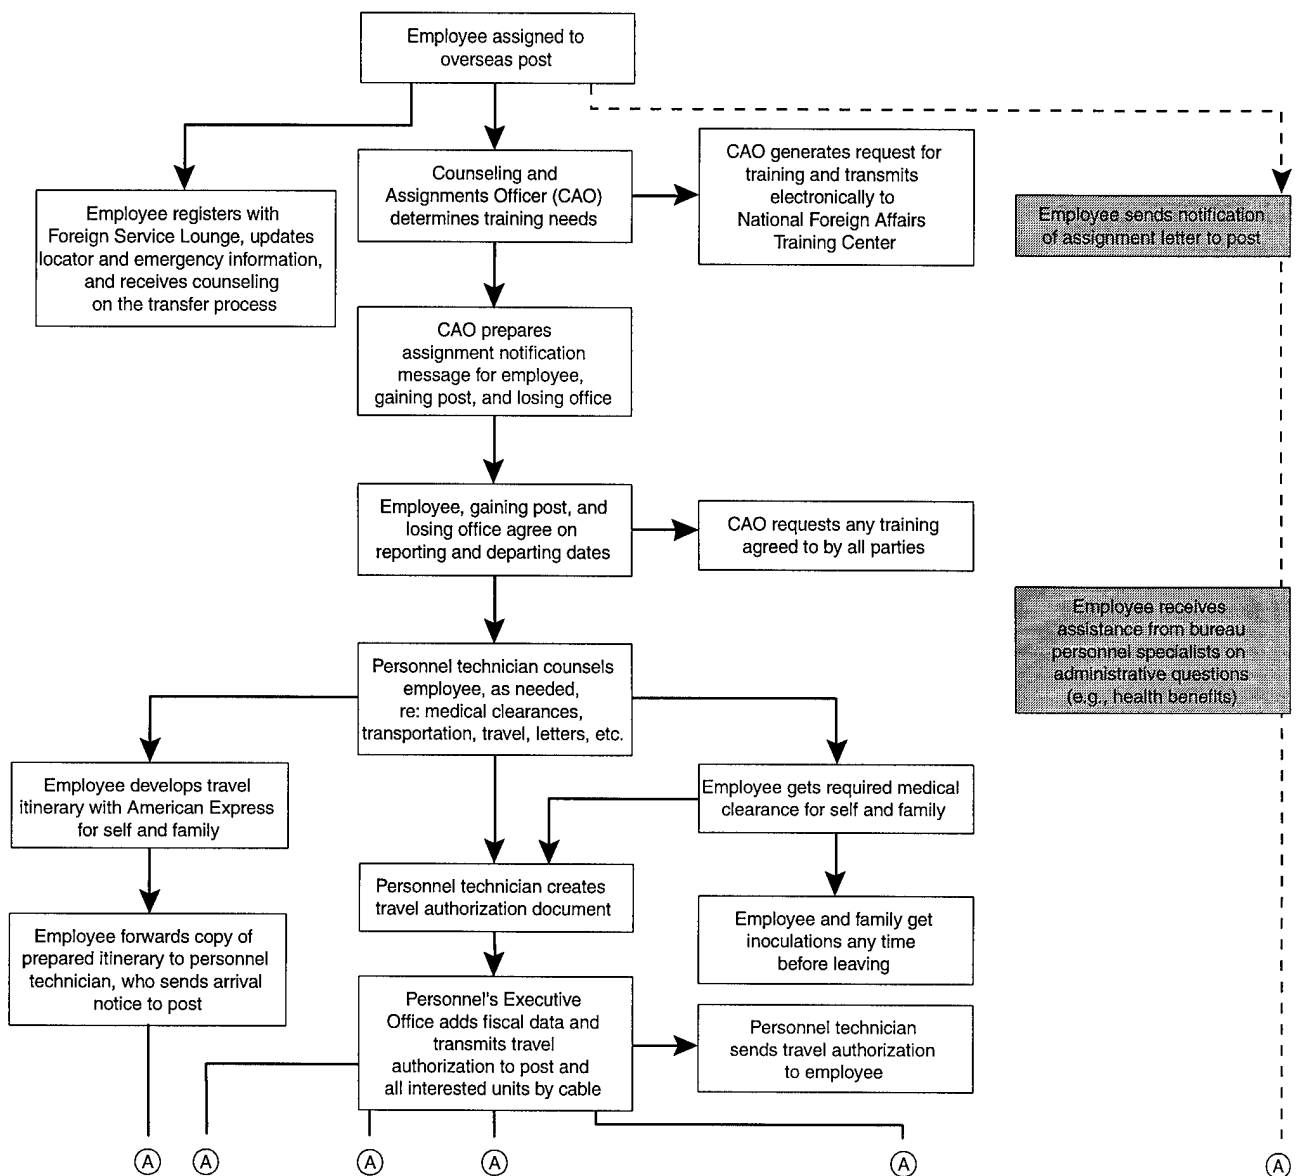 Employee assigned to
overseas post
Counseling and
Assignments Officer (CAO)
determines training needs
CAO generates request for
training and transmits
electronically to
National Foreign Affairs
Training Center
Employee registers with
Foreign Service Lounge, updates
locator and emergency information,
and receives counseling
on the transfer process
Employee sends notification
of assignment letter to post
CAO prepares
assignment notification
message for employee,
gaining post, and losing office
Employee, gaining post, and
losing office agree on
reporting and departing dates
CAO requests any training
agreed to by all parties
Employee receives
assistance from bureau
personnel specialists on
administrative questions
(e.g., health benefits)
Personnel technician counsels
employee, as needed,
re: medical clearances,
transportation, travel, letters, etc.
Employee develops travel
itinerary with American Express
for self and family
Employee gets required medical
clearance for self and family
Personnel technician creates
travel authorization document
Employee forwards copy of
prepared itinerary to personnel
technician, who sends arrival
notice to post
Employee and family get
inoculations any time
before leaving
Personnel's Executive
Office adds fiscal data and
transmits travel
authorization to post and
all interested units by cable
Personnel technician
sends travel authorization
to employee
A A A A A A